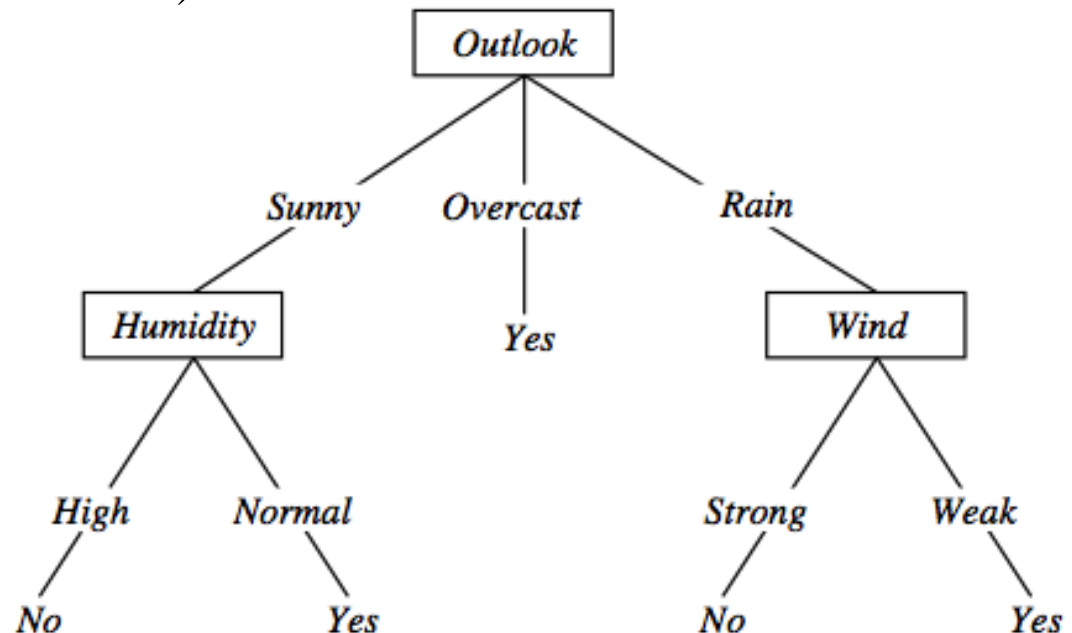 Outlook
Sunny Overcast Rain
Humidity Yes Wind
High Normal Strong Weak
No Yes No Yes